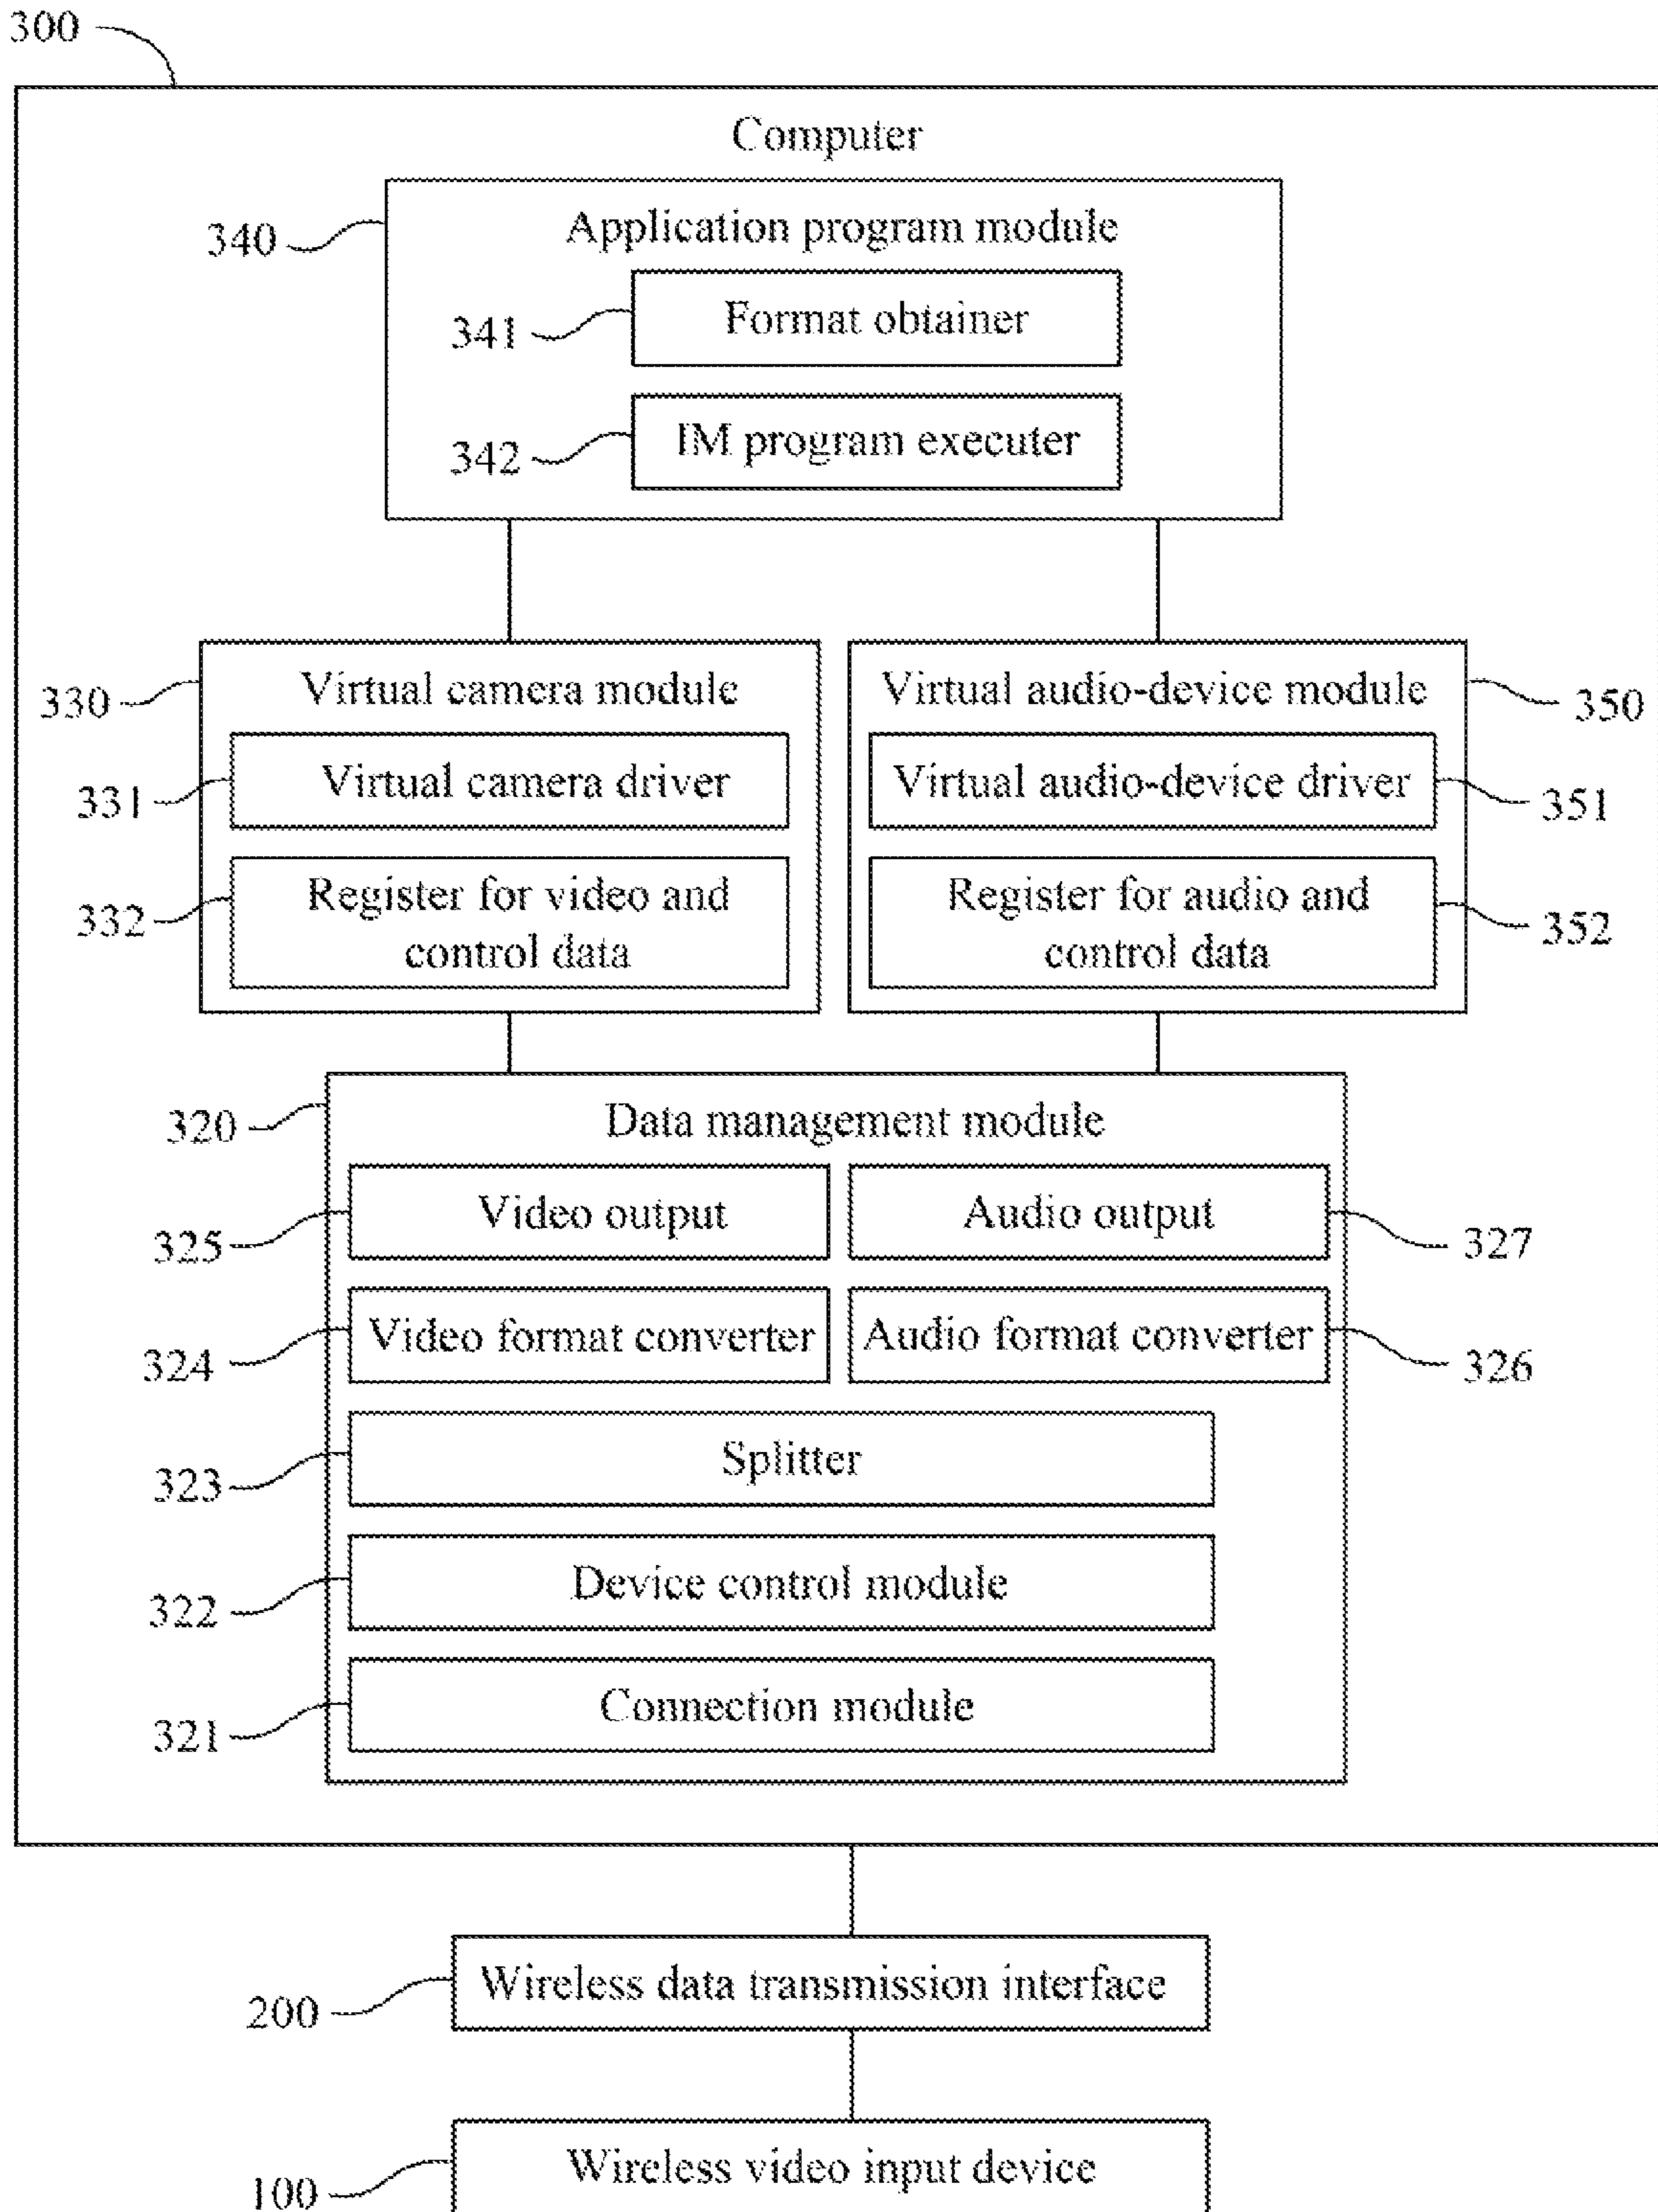 300
Computer
340
Application program module
341
Format obtainer
342
IM program executer
330
Virtual camera module
Virtual audio-device module
350
331
Virtual camera driver
Virtual audio-device driver
351
332
Register for video and
control data
Register for audio and
control data
352
320
Data management module
325
Video output
Audio output
327
324
Video format converter
Audio format converter
326
323
Splitter
322
Device control module
321
Connection module
200
Wireless data transmission interface
100
Wireless video input device